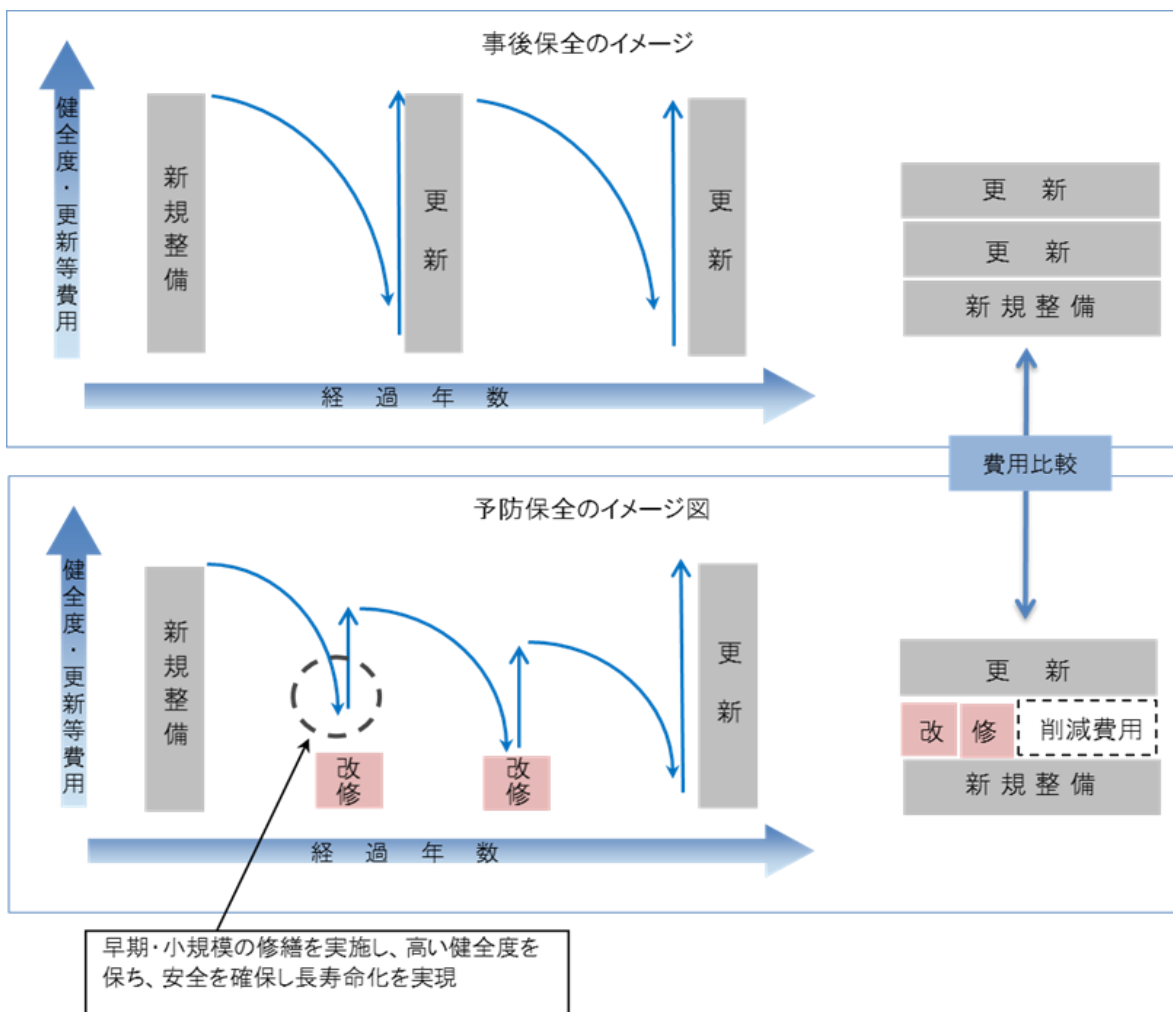 事後保全のイメージ
健全度・更新等費用
新規整備
更新
更新
経過年数
更新
更新
新規整備
費用比較
予防保全のイメージ図
健全度・更新等費用
新規整備
改修
改修
更新
経過年数
更新
改修
削減費用
新規整備
早期・小規模の修繕を実施し、高い健全度を
保ち、安全を確保し長寿命化を実現